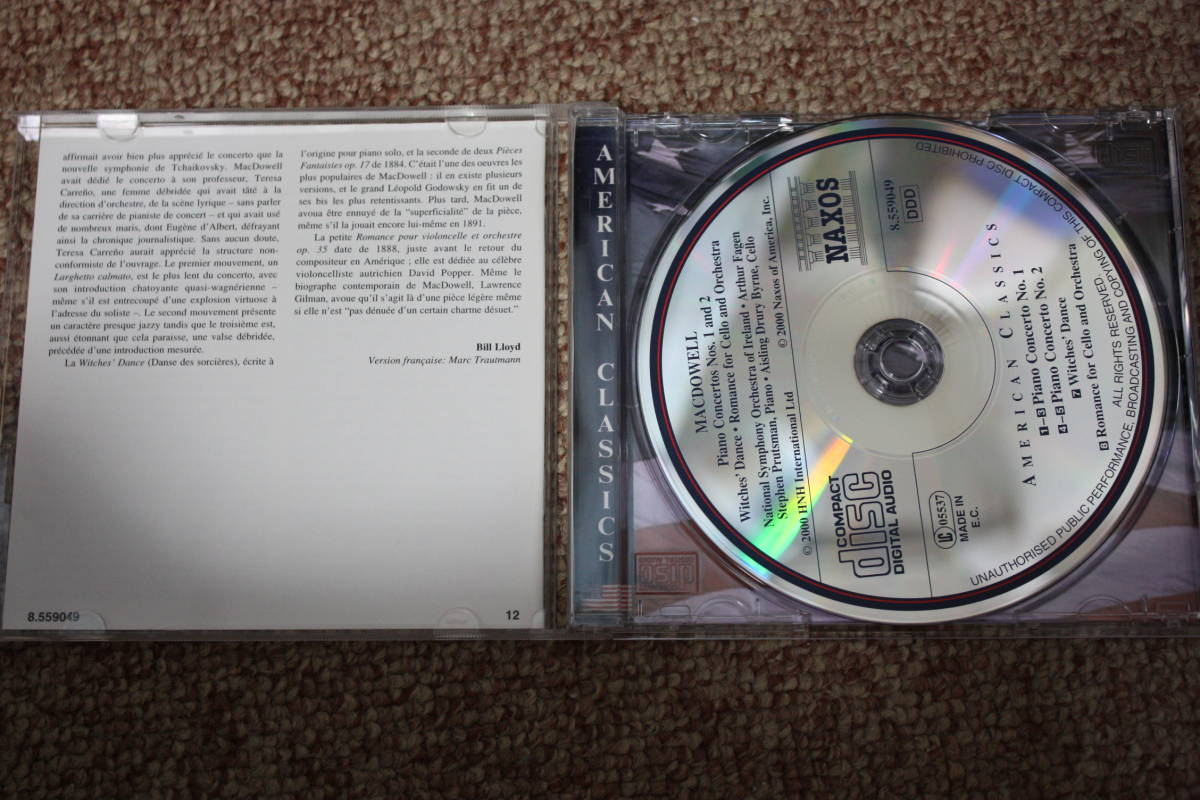 affirmait avoir bien plus apprécié le concerto que la
nouvelle symphonie de Tchaikovsky. MacDowell
avait dédié le concerto à son professeur, Teresa
Carreño, une femme débridée qui avait tâté à la
direction d'orchestre, de la scène lyrique – sans parler
de sa carrière de pianiste de concert – et qui avait usé
de nombreux maris, dont Eugène d'Albert, défrayant
ainsi la chronique journalistique. Sans aucun doute,
Teresa Carreño aurait apprécié la structure non-
conformiste de l'ouvrage. Le premier mouvement, un
Larghetto calmato, est le plus lent du concerto, avec
son introduction chatoyante quasi-wagnérienne –
même s'il est entrecoupé d'une explosion virtuose à
l'adresse du soliste –. Le second mouvement présente
un caractère presque jazzy tandis que le troisième est,
aussi étonnant que cela paraisse, une valse débridée,
précédée d'une introduction mesurée.
La Witches' Dance (Danse des sorcières), écrite à
l'origine pour piano solo, et la seconde de deux Pièces
Fantaisies op. 17 de 1884. C'était l'une des oeuvres les
plus populaires de MacDowell : il en existe plusieurs
versions, et le grand Léopold Godowsky en fit un de
ses bis les plus retentissants. Plus tard, MacDowell
avoua être ennuyé de la “superficialité” de la pièce,
même s'il la jouait encore lui-même en 1891.
La petite Romance pour violoncelle et orchestre
op. 35 date de 1888, juste avant le retour du
compositeur en Amérique ; elle est dédiée au célèbre
violoncelliste autrichien David Popper. Même le
biographe contemporain de MacDowell, Lawrence
Gilman, avoue qu'il s'agit là d'une pièce légère même
si elle n'est “pas dénuée d'un certain charme désuet.”
Bill Lloyd
Version française: Marc Trautmann
8.559049
12
AMERICAN CLASSICS
MACDOWELL
Piano Concertos Nos. 1 and 2
Witches' Dance • Romance for Cello and Orchestra
National Symphony Orchestra of Ireland • Arthur Fagen
Stephen Prutsman, Piano • Aisling Drury Byrne, Cello
℗ 2000 HNH International Ltd
© 2000 Naxos of America, Inc.
NAXOS
8.559049
DDD
COMPACT
disc
DIGITAL AUDIO
LC 05537
MADE IN
E.C.
AMERICAN CLASSICS
1-3 Piano Concerto No. 1
4-5 Piano Concerto No. 2
7 Witches' Dance
8 Romance for Cello and Orchestra
ALL RIGHTS RESERVED.
UNAUTHORISED PUBLIC PERFORMANCE, BROADCASTING AND COPYING OF THIS COMPACT DISC PROHIBITED
disc